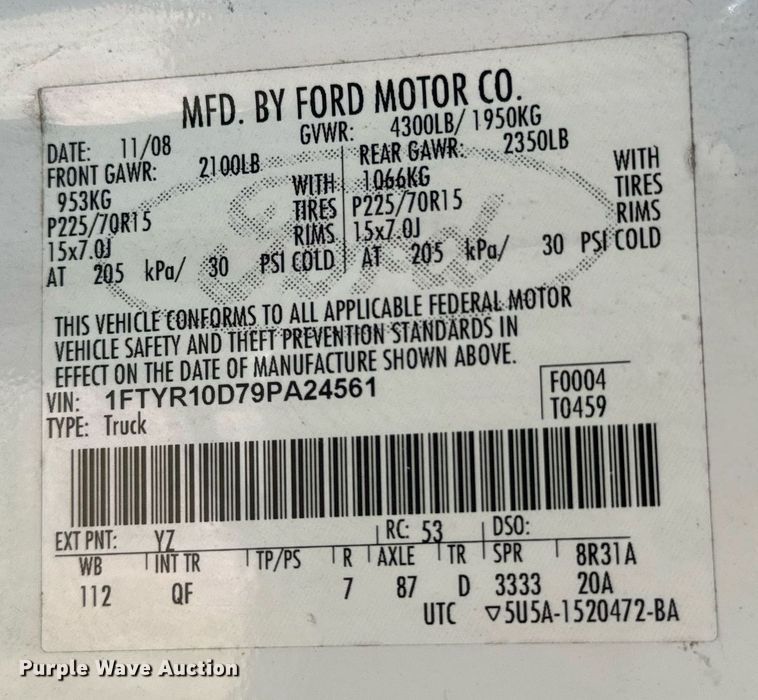 MFD. BY FORD MOTOR CO.
DATE: 11/08 GVWR: 4300LB/ 1950KG
FRONT GAWR: 2100LB REAR GAWR: 2350LB
953KG WITH 1066KG WITH
P225/70R15 TIRES P225/70R15 TIRES
15x7.0J RIMS 15x7.0J RIMS
AT 205 kPa/ 30 PSI COLD AT 205 kPa/ 30 PSI COLD
Ford
THIS VEHICLE CONFORMS TO ALL APPLICABLE FEDERAL MOTOR
VEHICLE SAFETY AND THEFT PREVENTION STANDARDS IN
EFFECT ON THE DATE OF MANUFACTURE SHOWN ABOVE.
VIN: 1FTYR10D79PA24561 F0004
TYPE: Truck T0459
EXT PNT: YZ RC: 53 DSO:
WB INT TR TP/PS R AXLE TR SPR 8R31A
112 QF 7 87 D 3333 20A
UTC ▽5U5A-1520472-BA
Purple Wave Auction